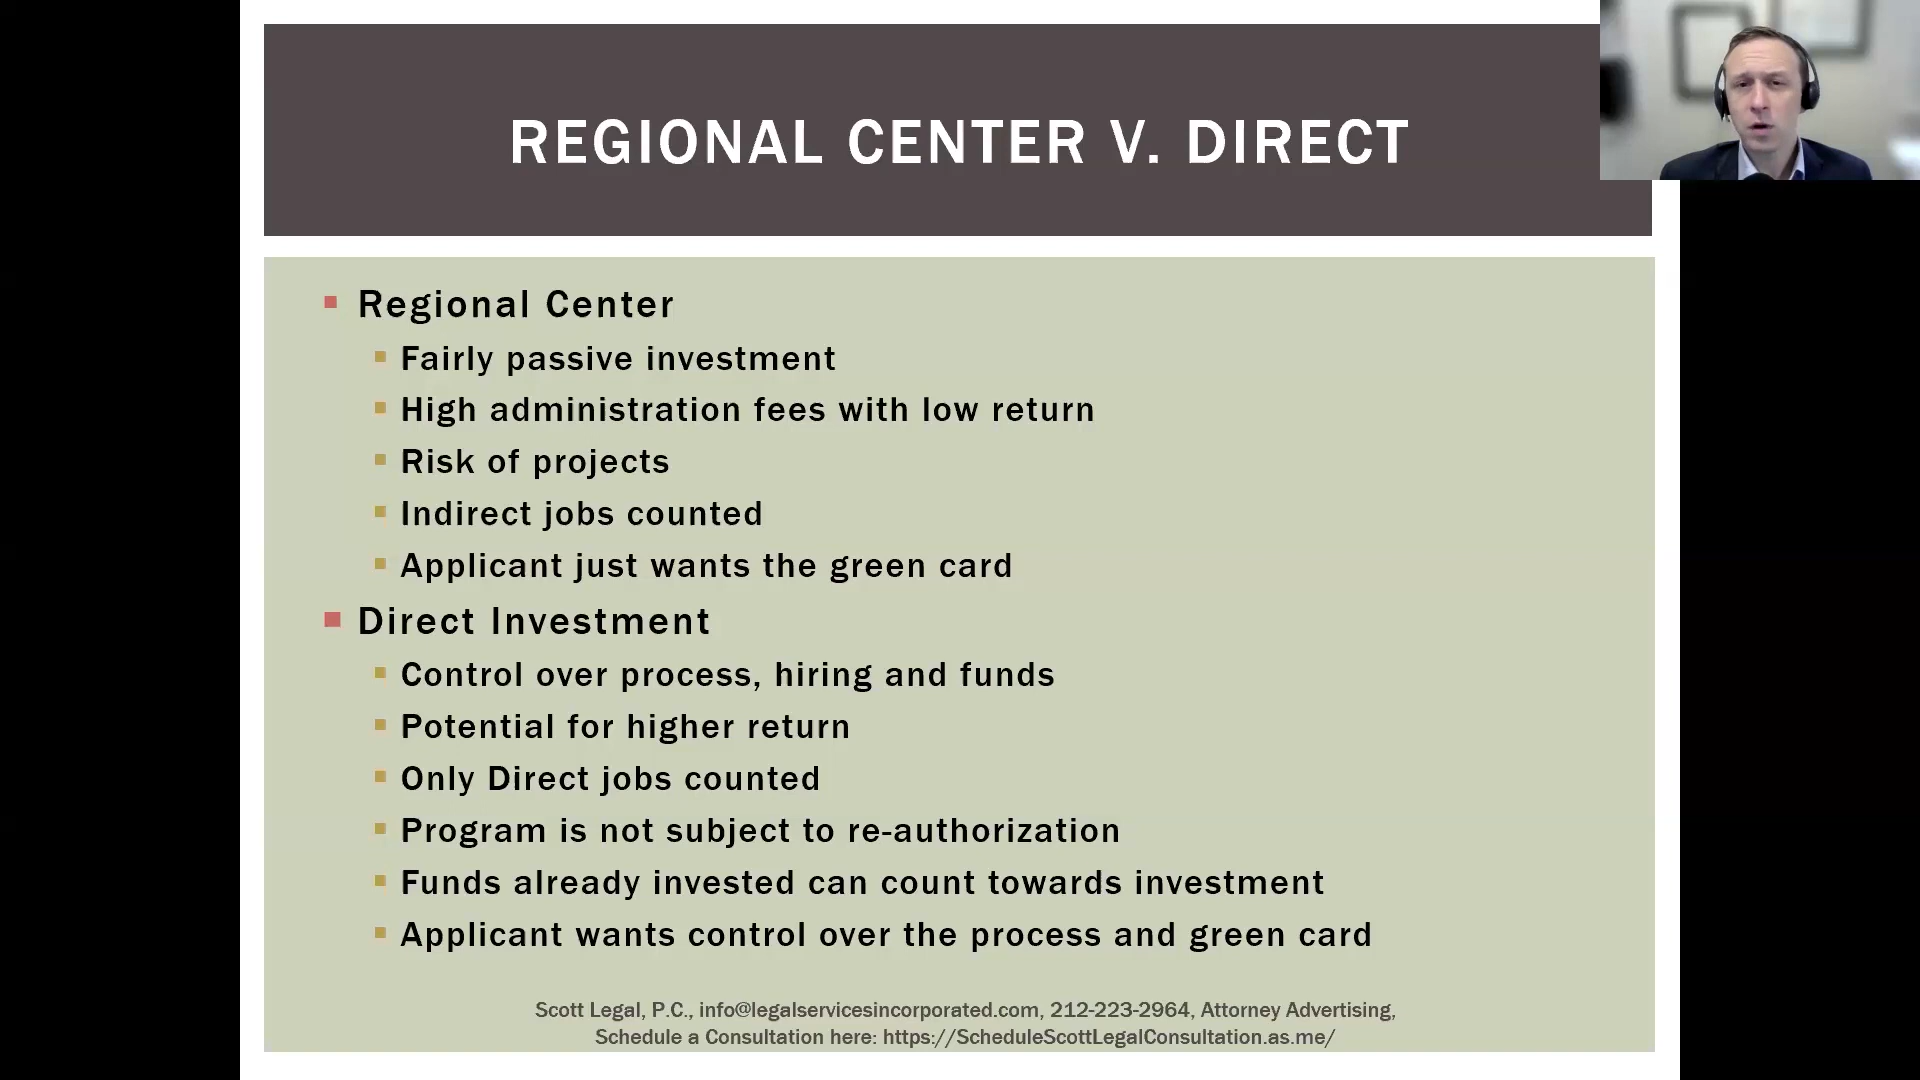 REGIONAL CENTER V. DIRECT
Regional Center
Fairly passive investment
High administration fees with low return
Risk of projects
Indirect jobs counted
Applicant just wants the green card
Direct Investment
Control over process, hiring and funds
Potential for higher return
Only Direct jobs counted
Program is not subject to re-authorization
Funds already invested can count towards investment
Applicant wants control over the process and green card
Scott Legal, P.C., info@legalservicesincorporated.com, 212-223-2964, Attorney Advertising,
Schedule a Consultation here: https://ScheduleScottLegalConsultation.as.me/